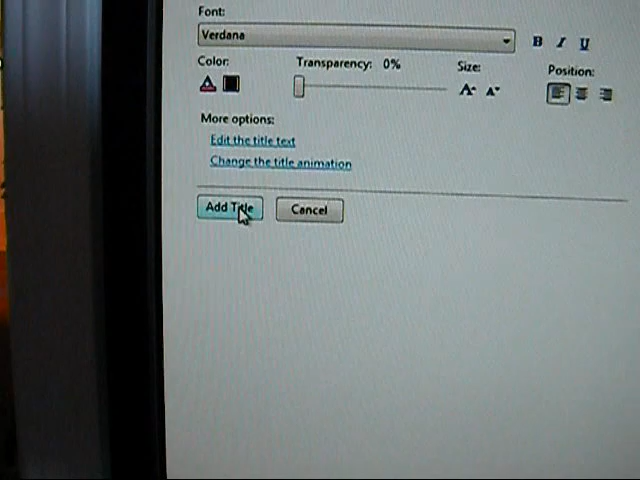 Font:
Verdana B I U
Color: Transparency: 0% Size: Position:
A A A
More options:
Edit the title text
Change the title animation
Add Title Cancel